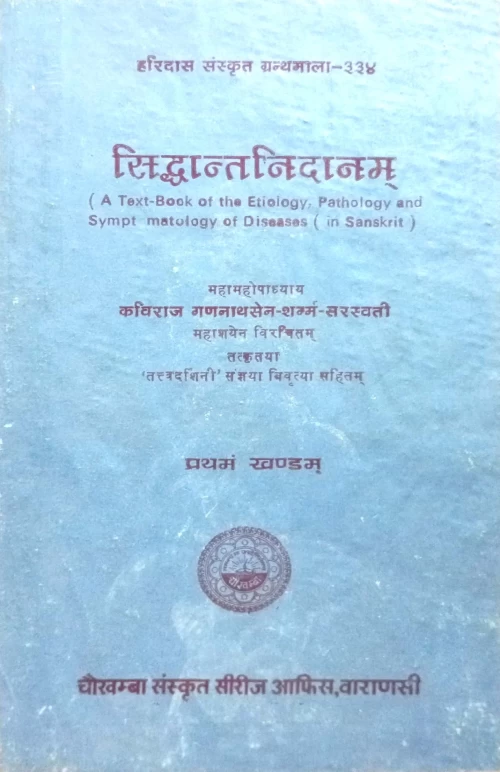 हरिदास संस्कृत ग्रन्थमाला-३३४
सिद्धान्तनिदानम्
( A Text-Book of the Etiology, Pathology and
Sympt matology of Diseases ( in Sanskrit )
महामहोपाध्याय
कविराज गणनाथसेन-शर्म्म-सरस्वती
महाशयेन विरचितम्
तत्कृतया
'तत्त्वदर्शिनी' संज्ञया विवृत्या सहितम्
प्रथमं खण्डम्
चौखम्बा
चौखम्बा संस्कृत सीरीज आफिस,वाराणसी